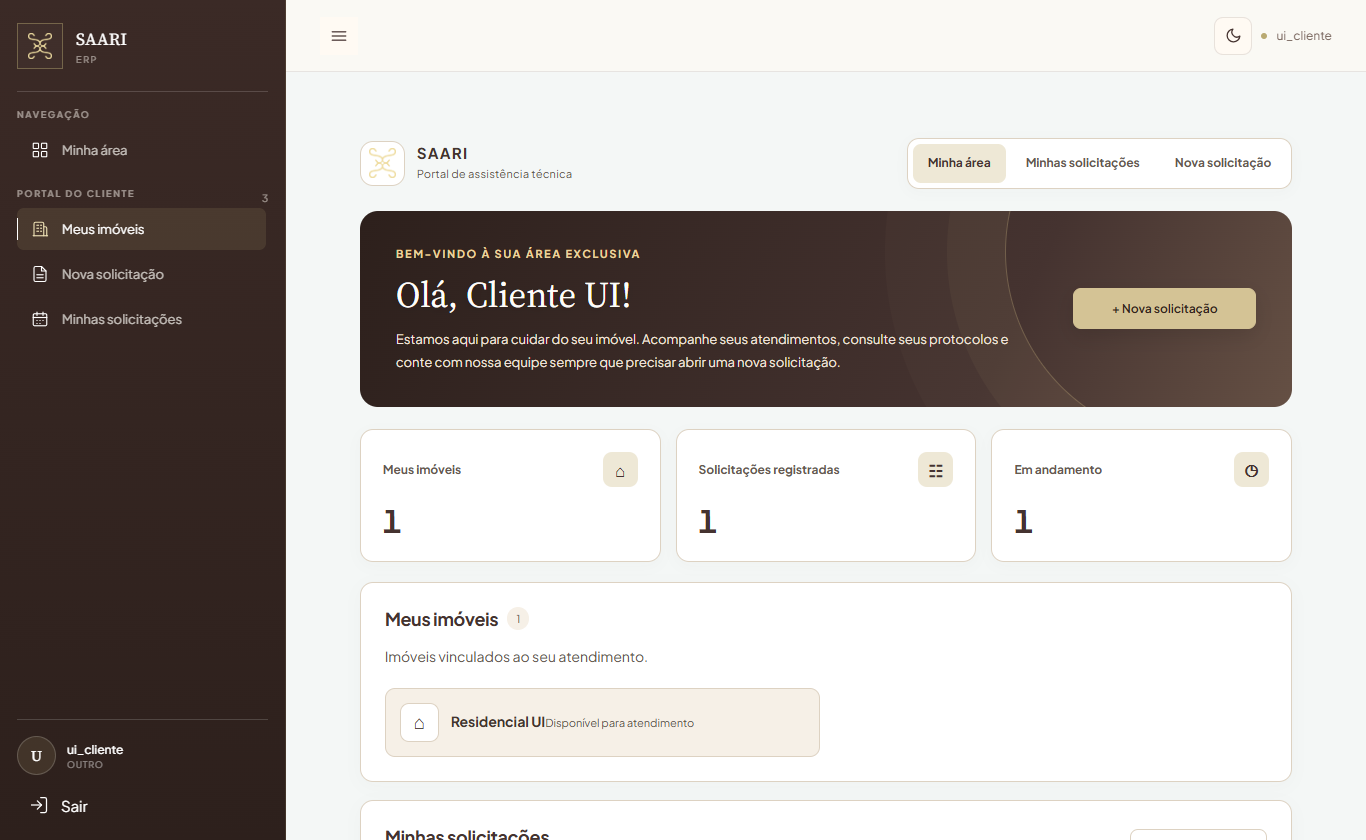 SAARI
ERP
NAVEGAÇÃO
Minha área
PORTAL DO CLIENTE
3
Meus imóveis
Nova solicitação
Minhas solicitações
U
ui_cliente
OUTRO
Sair
ui_cliente
SAARI
Portal de assistência técnica
Minha área
Minhas solicitações
Nova solicitação
BEM-VINDO À SUA ÁREA EXCLUSIVA
Olá, Cliente UI!
Estamos aqui para cuidar do seu imóvel. Acompanhe seus atendimentos, consulte seus protocolos e
conte com nossa equipe sempre que precisar abrir uma nova solicitação.
+ Nova solicitação
Meus imóveis
1
Solicitações registradas
1
Em andamento
1
Meus imóveis 1
Imóveis vinculados ao seu atendimento.
Residencial UIDisponível para atendimento
Minhas solicitações